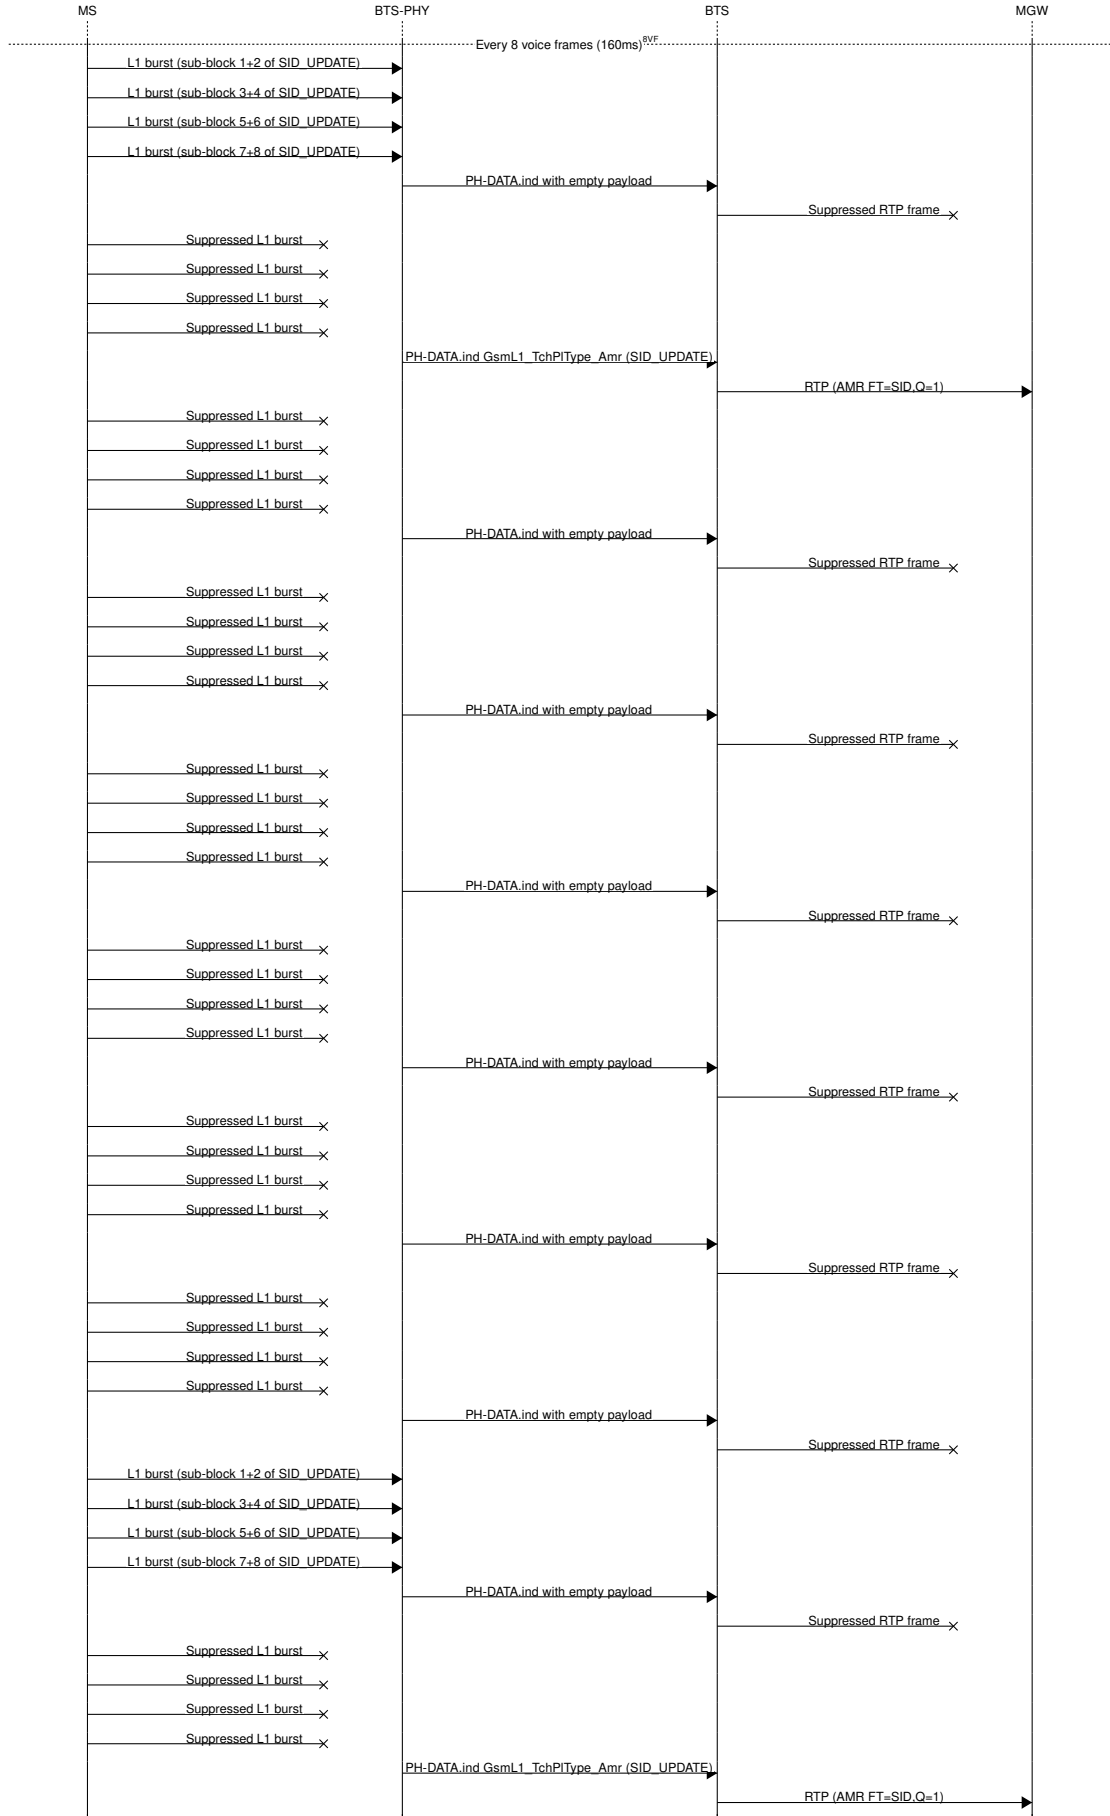 MS BTS-PHY BTS MGW
Every 8 voice frames (160ms)8VF
L1 burst (sub-block 1+2 of SID_UPDATE)
L1 burst (sub-block 3+4 of SID_UPDATE)
L1 burst (sub-block 5+6 of SID_UPDATE)
L1 burst (sub-block 7+8 of SID_UPDATE)
PH-DATA.ind with empty payload
Suppressed RTP frame
Suppressed L1 burst
Suppressed L1 burst
Suppressed L1 burst
Suppressed L1 burst
PH-DATA.ind GsmL1_TchPlType_Amr (SID_UPDATE)
RTP (AMR FT=SID,Q=1)
Suppressed L1 burst
Suppressed L1 burst
Suppressed L1 burst
Suppressed L1 burst
PH-DATA.ind with empty payload
Suppressed RTP frame
Suppressed L1 burst
Suppressed L1 burst
Suppressed L1 burst
Suppressed L1 burst
PH-DATA.ind with empty payload
Suppressed RTP frame
Suppressed L1 burst
Suppressed L1 burst
Suppressed L1 burst
Suppressed L1 burst
PH-DATA.ind with empty payload
Suppressed RTP frame
Suppressed L1 burst
Suppressed L1 burst
Suppressed L1 burst
Suppressed L1 burst
PH-DATA.ind with empty payload
Suppressed RTP frame
Suppressed L1 burst
Suppressed L1 burst
Suppressed L1 burst
Suppressed L1 burst
PH-DATA.ind with empty payload
Suppressed RTP frame
Suppressed L1 burst
Suppressed L1 burst
Suppressed L1 burst
Suppressed L1 burst
PH-DATA.ind with empty payload
Suppressed RTP frame
L1 burst (sub-block 1+2 of SID_UPDATE)
L1 burst (sub-block 3+4 of SID_UPDATE)
L1 burst (sub-block 5+6 of SID_UPDATE)
L1 burst (sub-block 7+8 of SID_UPDATE)
PH-DATA.ind with empty payload
Suppressed RTP frame
Suppressed L1 burst
Suppressed L1 burst
Suppressed L1 burst
Suppressed L1 burst
PH-DATA.ind GsmL1_TchPlType_Amr (SID_UPDATE)
RTP (AMR FT=SID,Q=1)